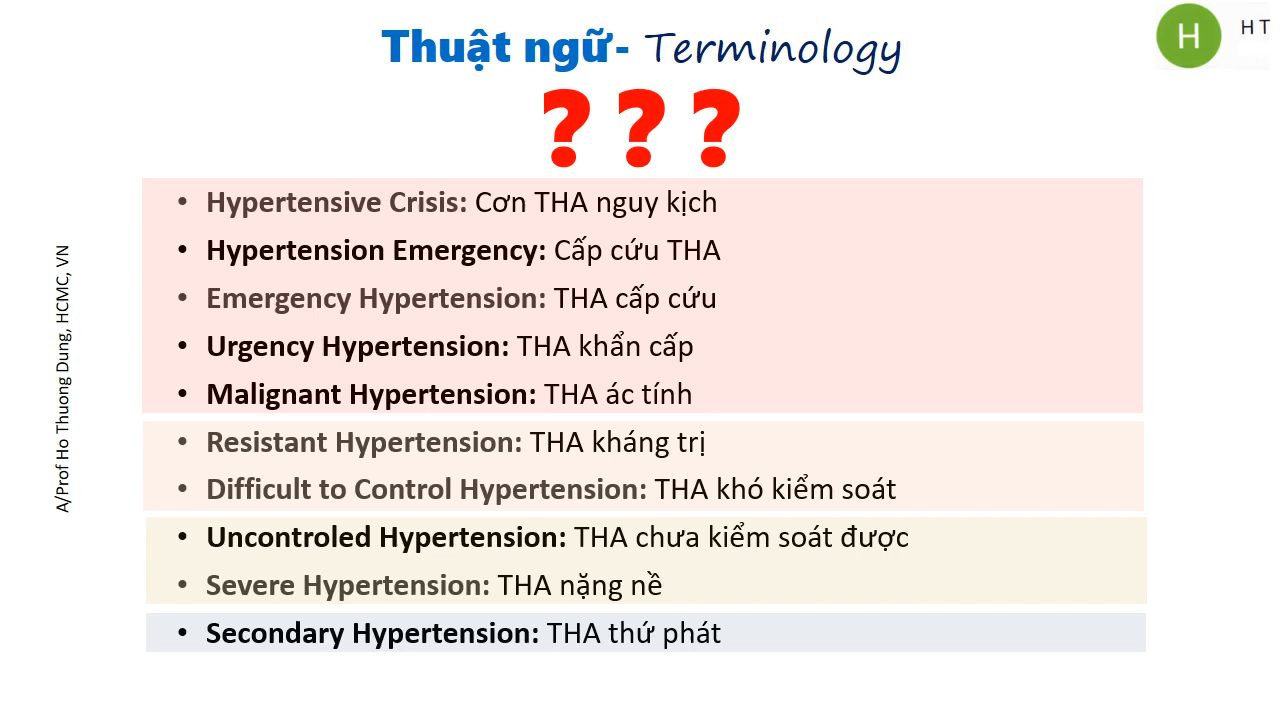 Thuật ngữ- Terminology
H
H T
? ? ?
• Hypertensive Crisis: Cơn THA nguy kịch
• Hypertension Emergency: Cấp cứu THA
• Emergency Hypertension: THA cấp cứu
• Urgency Hypertension: THA khẩn cấp
• Malignant Hypertension: THA ác tính
• Resistant Hypertension: THA kháng trị
• Difficult to Control Hypertension: THA khó kiểm soát
• Uncontroled Hypertension: THA chưa kiểm soát được
• Severe Hypertension: THA nặng nề
• Secondary Hypertension: THA thứ phát
A/Prof Ho Thuong Dung, HCMC, VN